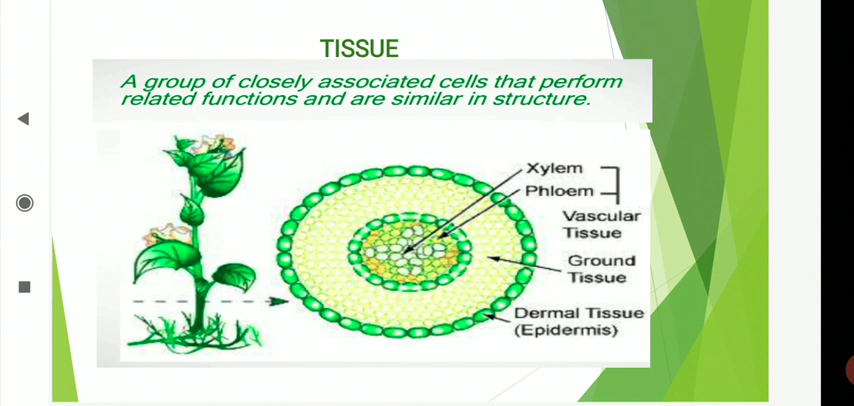 TISSUE
A group of closely associated cells that perform
related functions and are similar in structure.
Xylem
Phloem
Vascular
Tissue
Ground
Tissue
Dermal Tissue
(Epidermis)